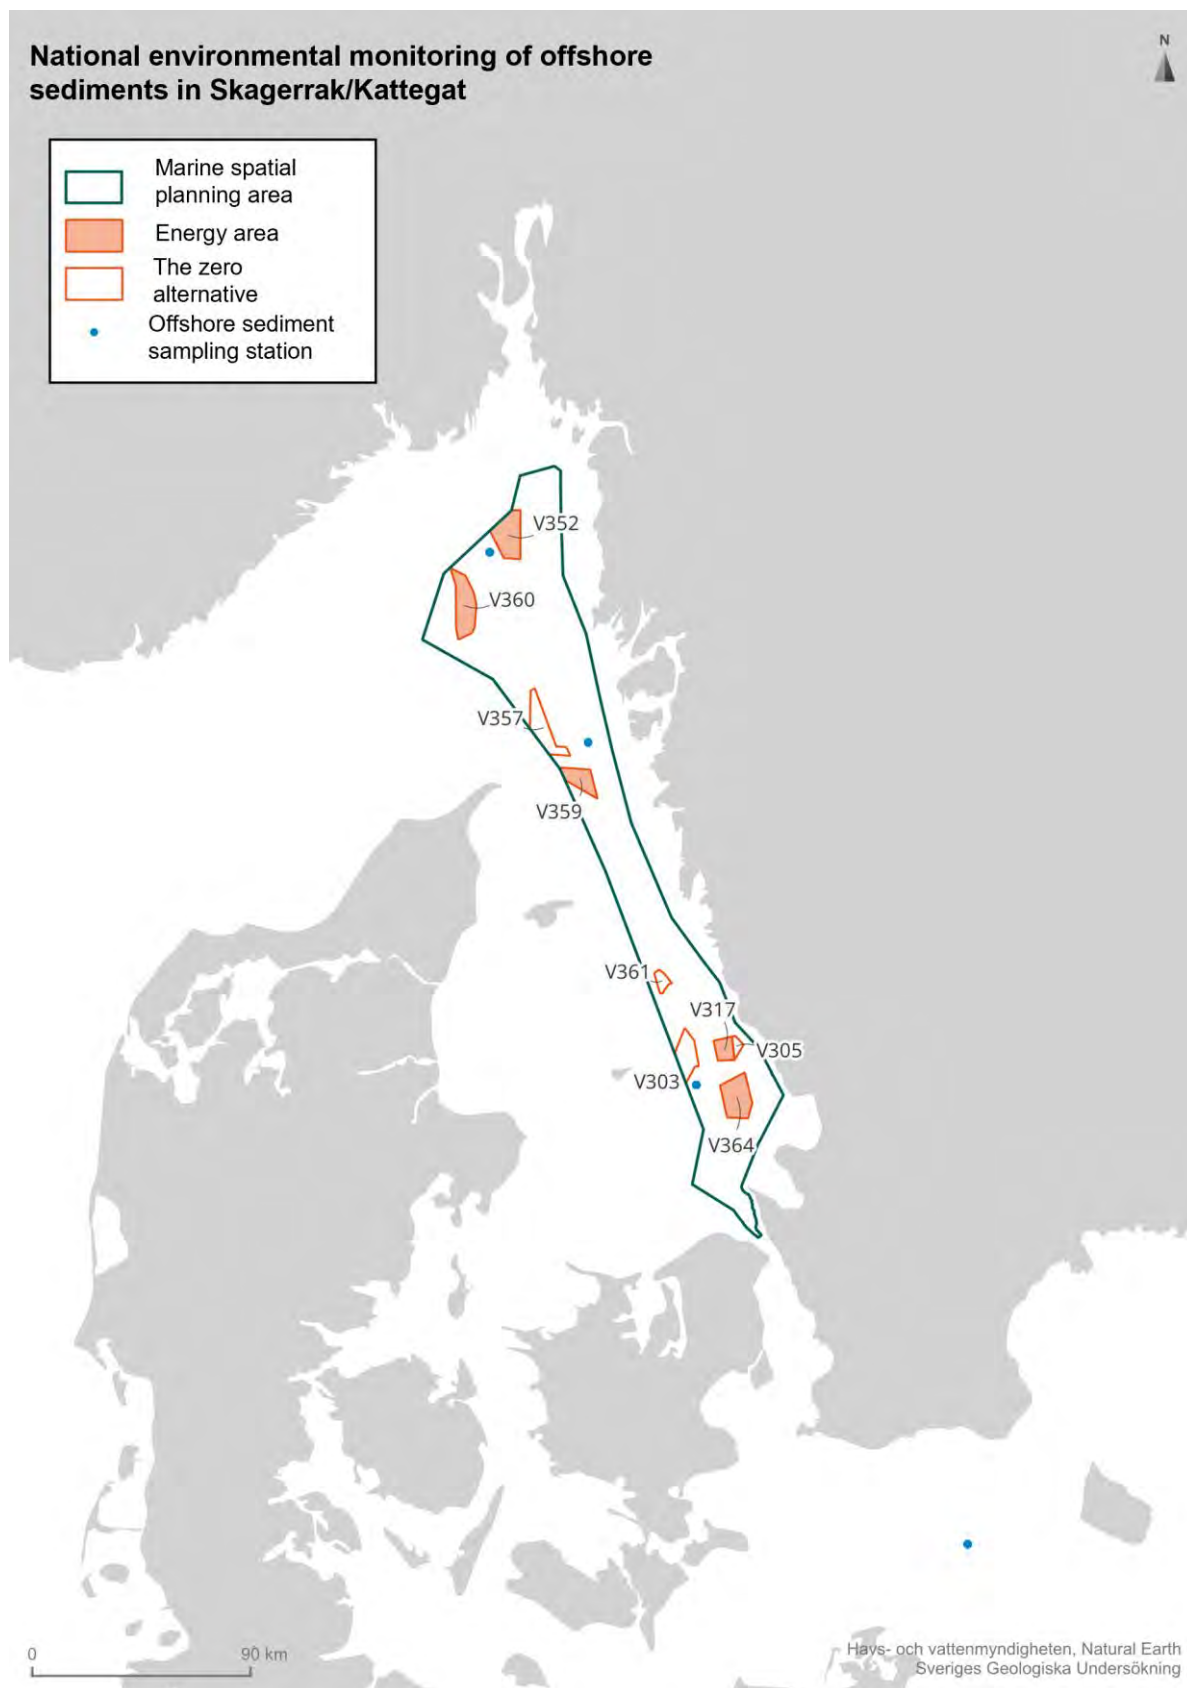 National environmental monitoring of offshore
sediments in Skagerrak/Kattegat
N
Marine spatial
planning area
Energy area
The zero
alternative
Offshore sediment
sampling station
V352
V360
V357
V359
V361
V317
V305
V303
V364
0 90 km
Havs- och vattenmyndigheten, Natural Earth
Sveriges Geologiska Undersökning